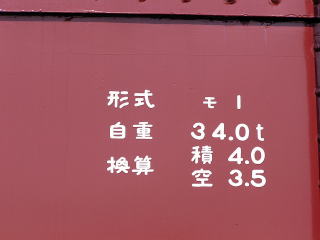 形式 モ 1
自重 34.0t
換算 積 4.0
空 3.5